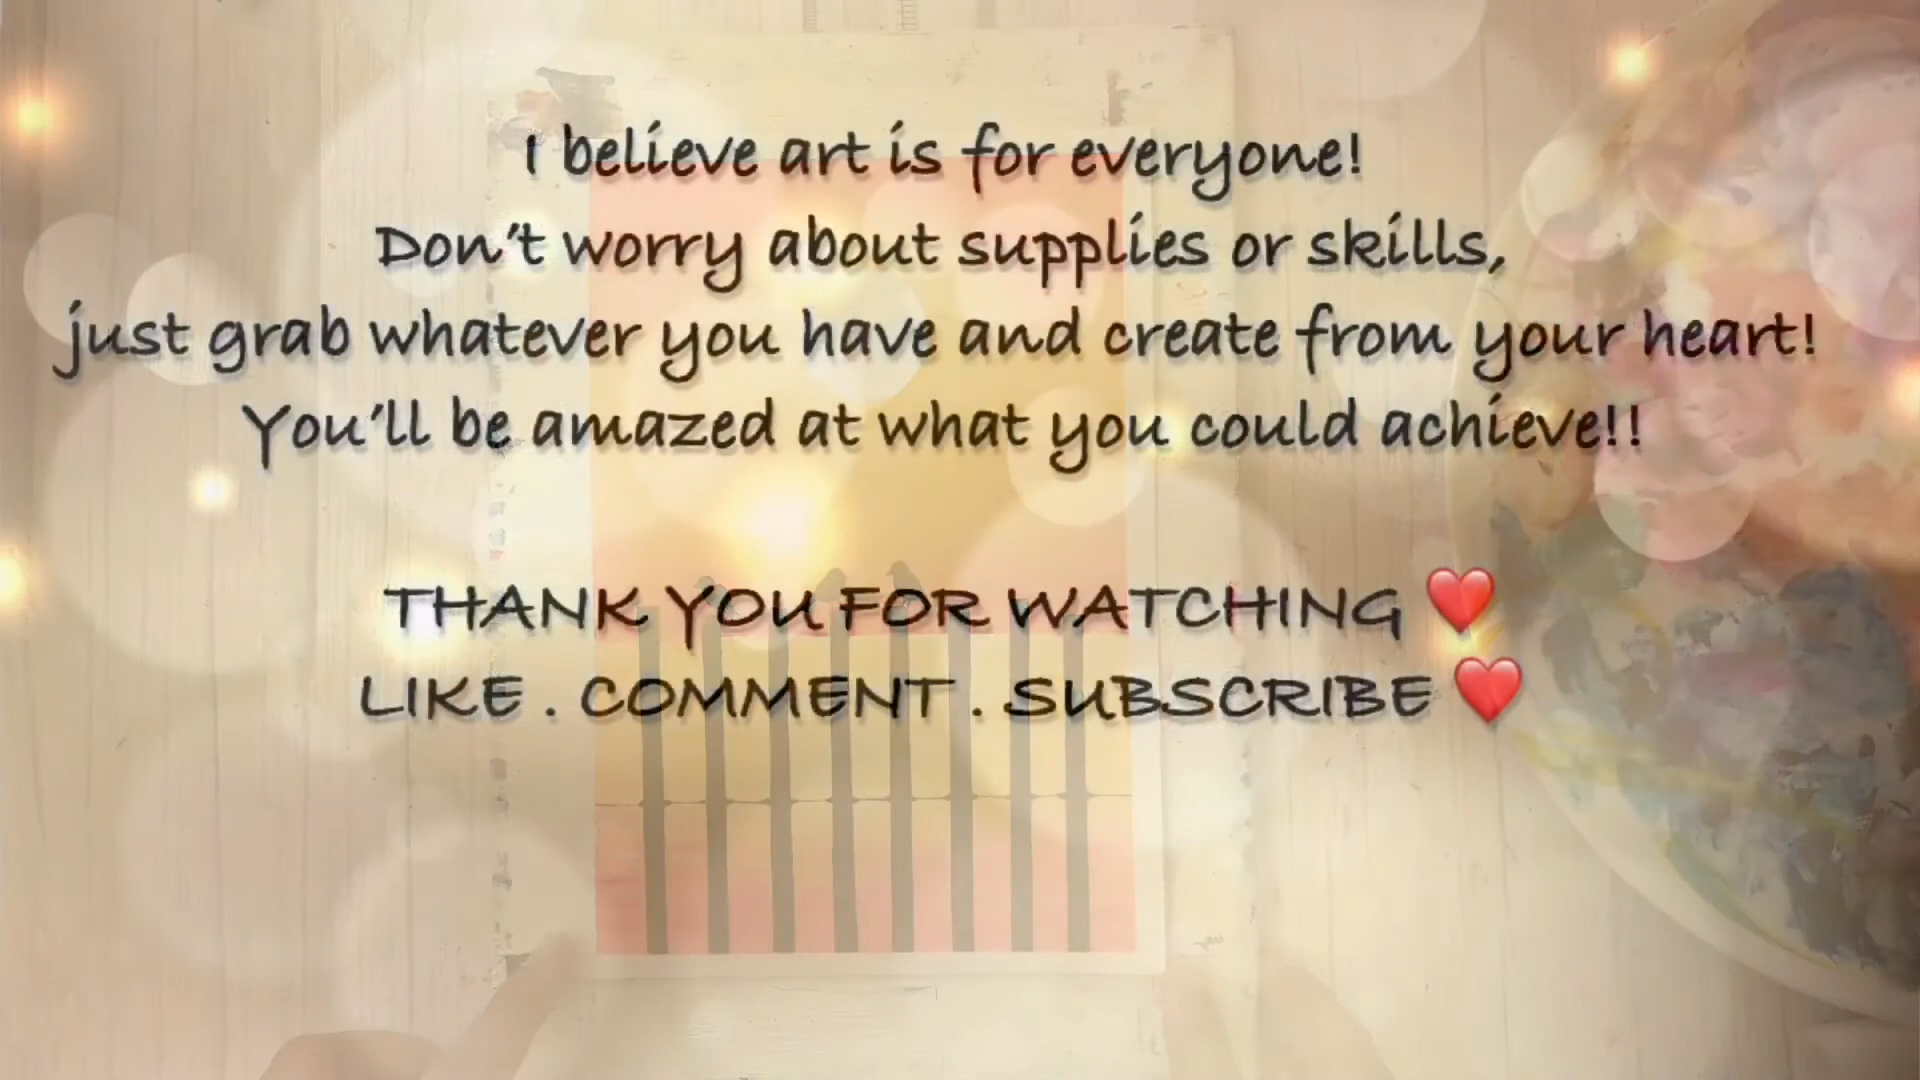 I believe art is for everyone!
Don't worry about supplies or skills,
just grab whatever you have and create from your heart!
You'll be amazed at what you could achieve!!
THANK YOU FOR WATCHING ❤️
LIKE . COMMENT . SUBSCRIBE ❤️